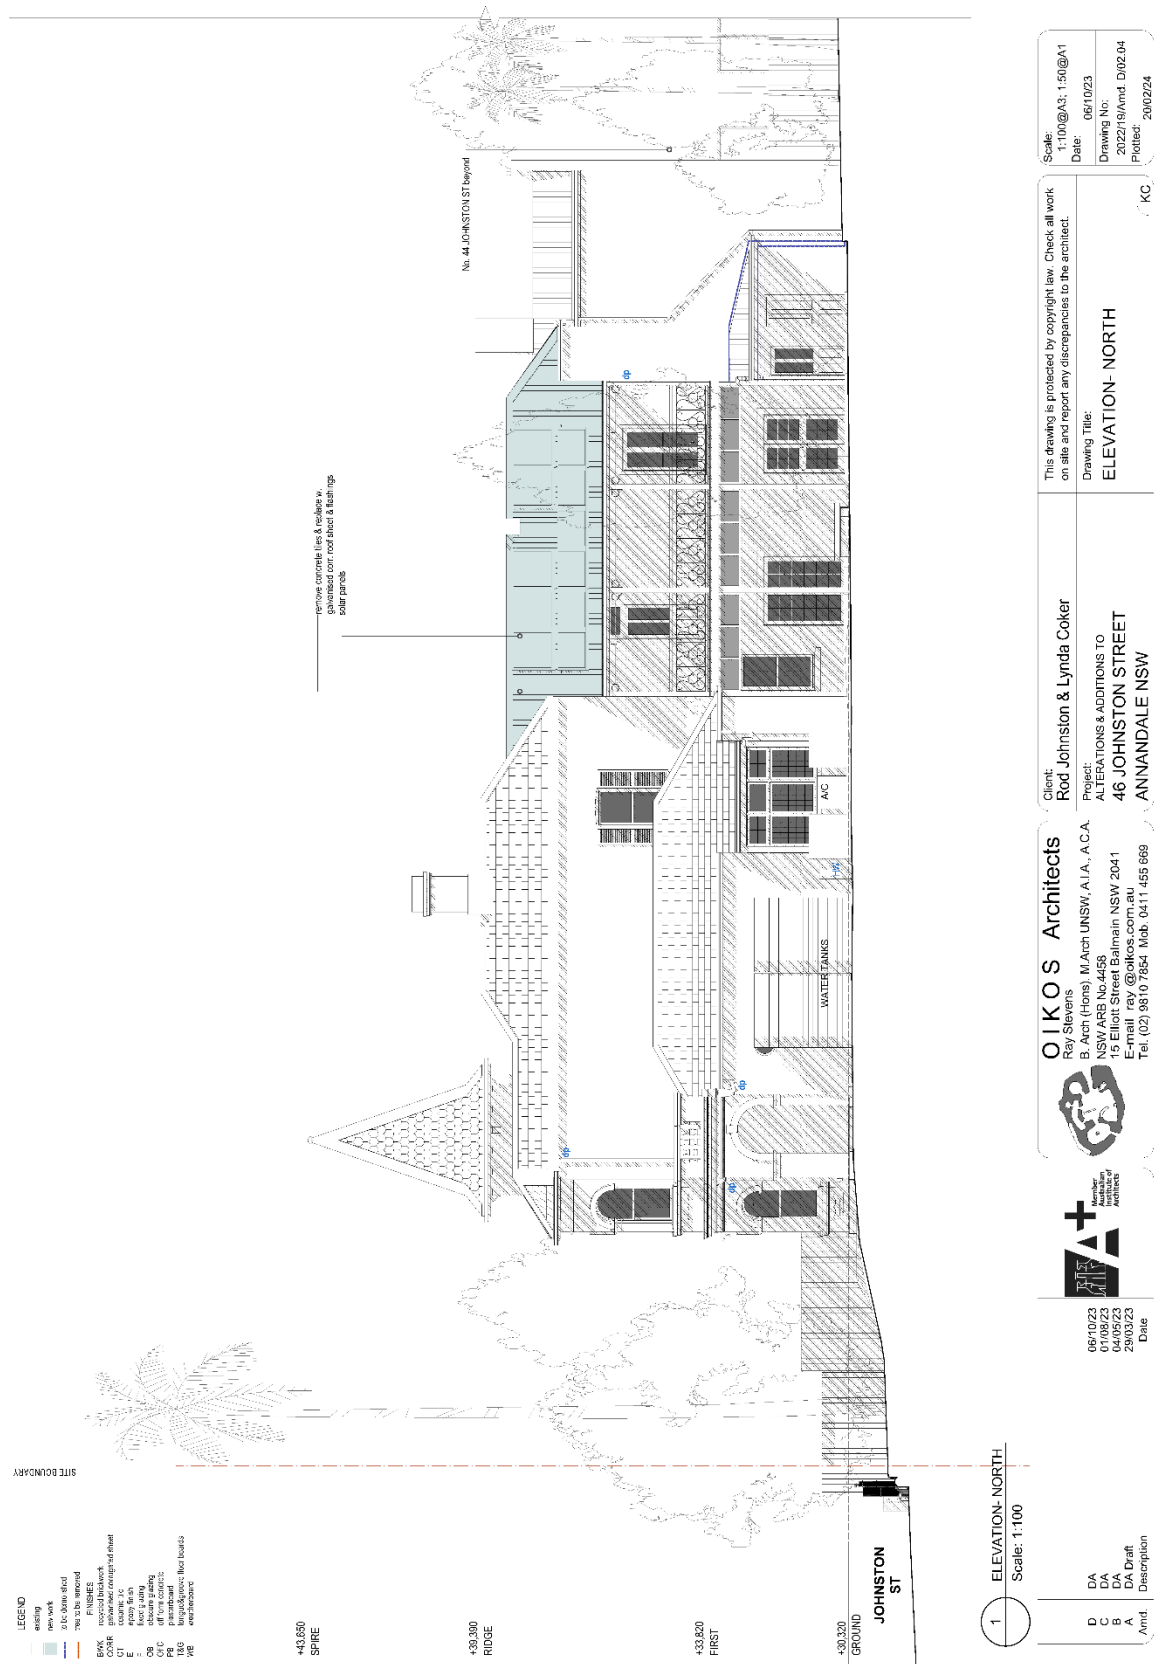 SITE BOUNDARY
LEGEND
existing
new work
to be demolished
tree to be removed
FINISHES
BWK recycled brickwork
CORR galvanised corrugated sheet
CT ceramic tile
E epoxy finish
F fixed glazing
OB obscure glazing
OFC off form concrete
PB plasterboard
T&G tongue&groove floor boards
WB weatherboard
+43,650
SPIRE
+39,390
RIDGE
+33,820
FIRST
+30,320
GROUND
JOHNSTON
ST
remove concrete tiles & replace w.
galvanised corr. roof sheet & flashings
solar panels
No. 44 JOHNSTON ST beyond
dp
dp
dp
dp
WATER TANKS
A/C
1
ELEVATION- NORTH
Scale: 1:100
D DA 06/10/23
C DA 01/08/23
B DA 04/05/23
A DA Draft 29/03/23
Amd. Description Date
A+
Member
Australian
Institute of
Architects
OIKOS Architects
Ray Stevens
B. Arch (Hons). M.Arch UNSW, A.I.A., A.C.A.
NSW ARB No.4458
15 Elliott Street Balmain NSW 2041
E-mail ray @oikos.com.au
Tel. (02) 9810 7854 Mob. 0411 455 669
Client:
Rod Johnston & Lynda Coker
Project:
ALTERATIONS & ADDITIONS TO
46 JOHNSTON STREET
ANNANDALE NSW
This drawing is protected by copyright law. Check all work
on site and report any discrepancies to the architect.
Drawing Title:
ELEVATION- NORTH
KC
Scale:
1:100@A3; 1:50@A1
Date:
06/10/23
Drawing No:
2022/19/Amd. D/02.04
Plotted:
20/02/24